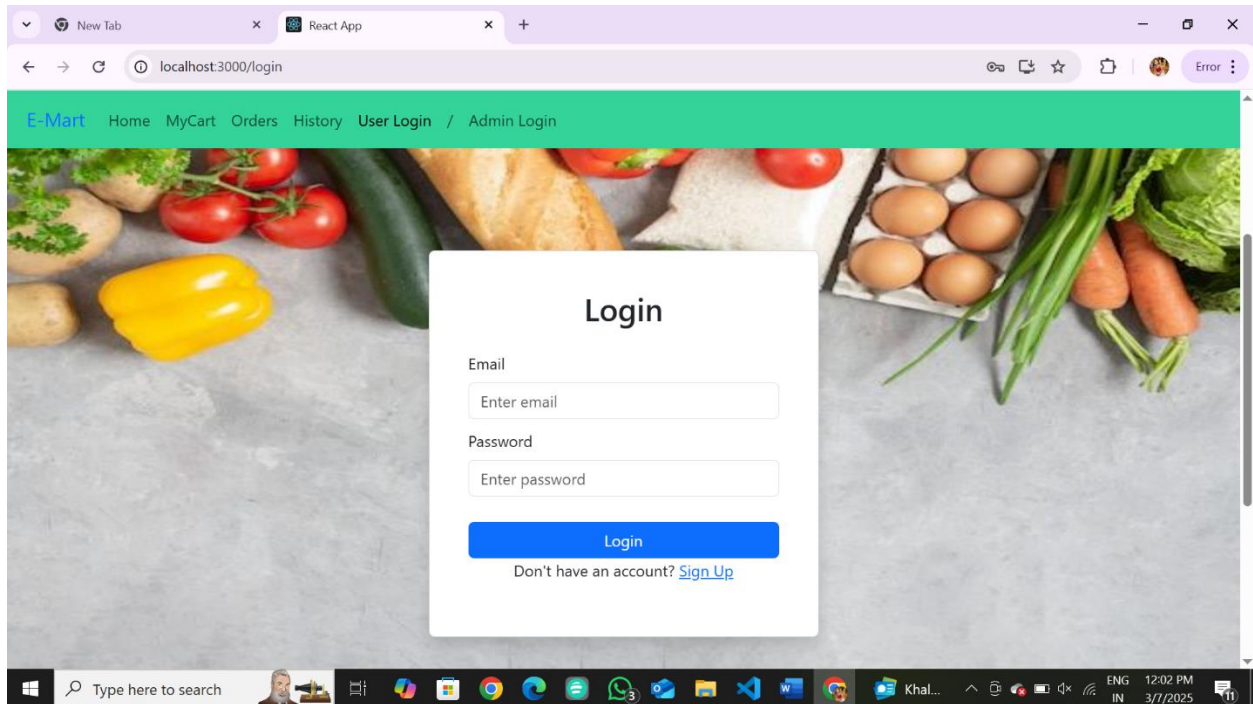 New Tab
React App
localhost:3000/login
Error
E-Mart Home MyCart Orders History User Login / Admin Login
Login
Email
Enter email
Password
Enter password
Login
Don't have an account? Sign Up
Type here to search
3
Khal...
ENG
IN
12:02 PM
3/7/2025
11